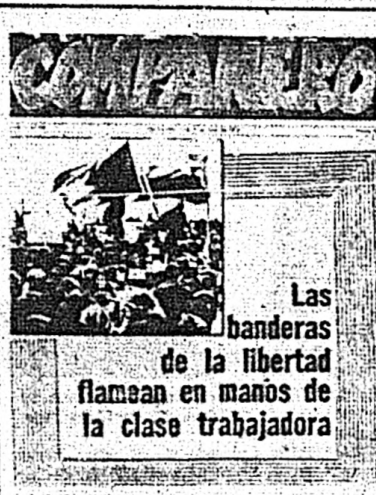 COMPAÑERO
Las
banderas
de la libertad
flamean en manos de
la clase trabajadora